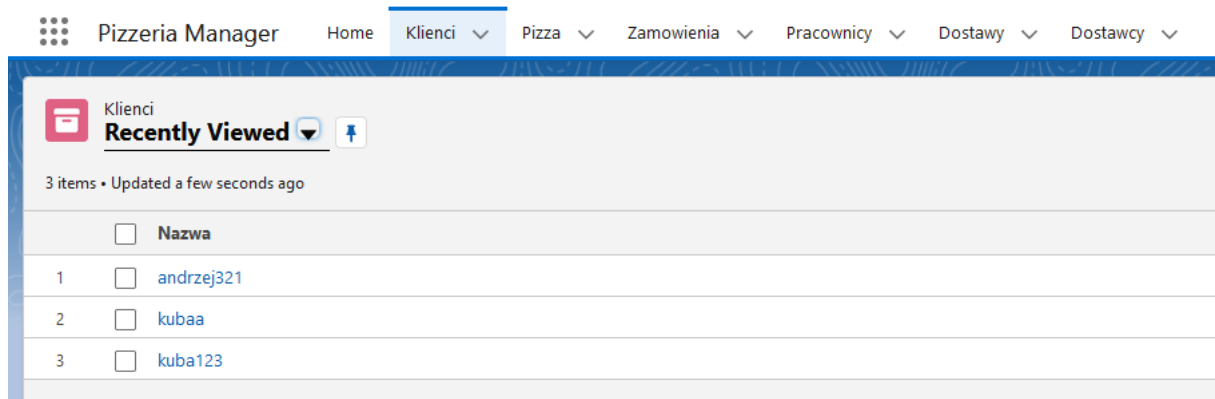 Pizzeria Manager Home Klienci Pizza Zamowienia Pracownicy Dostawy Dostawcy
Klienci
Recently Viewed
3 items • Updated a few seconds ago
Nazwa
1 andrzej321
2 kubaa
3 kuba123